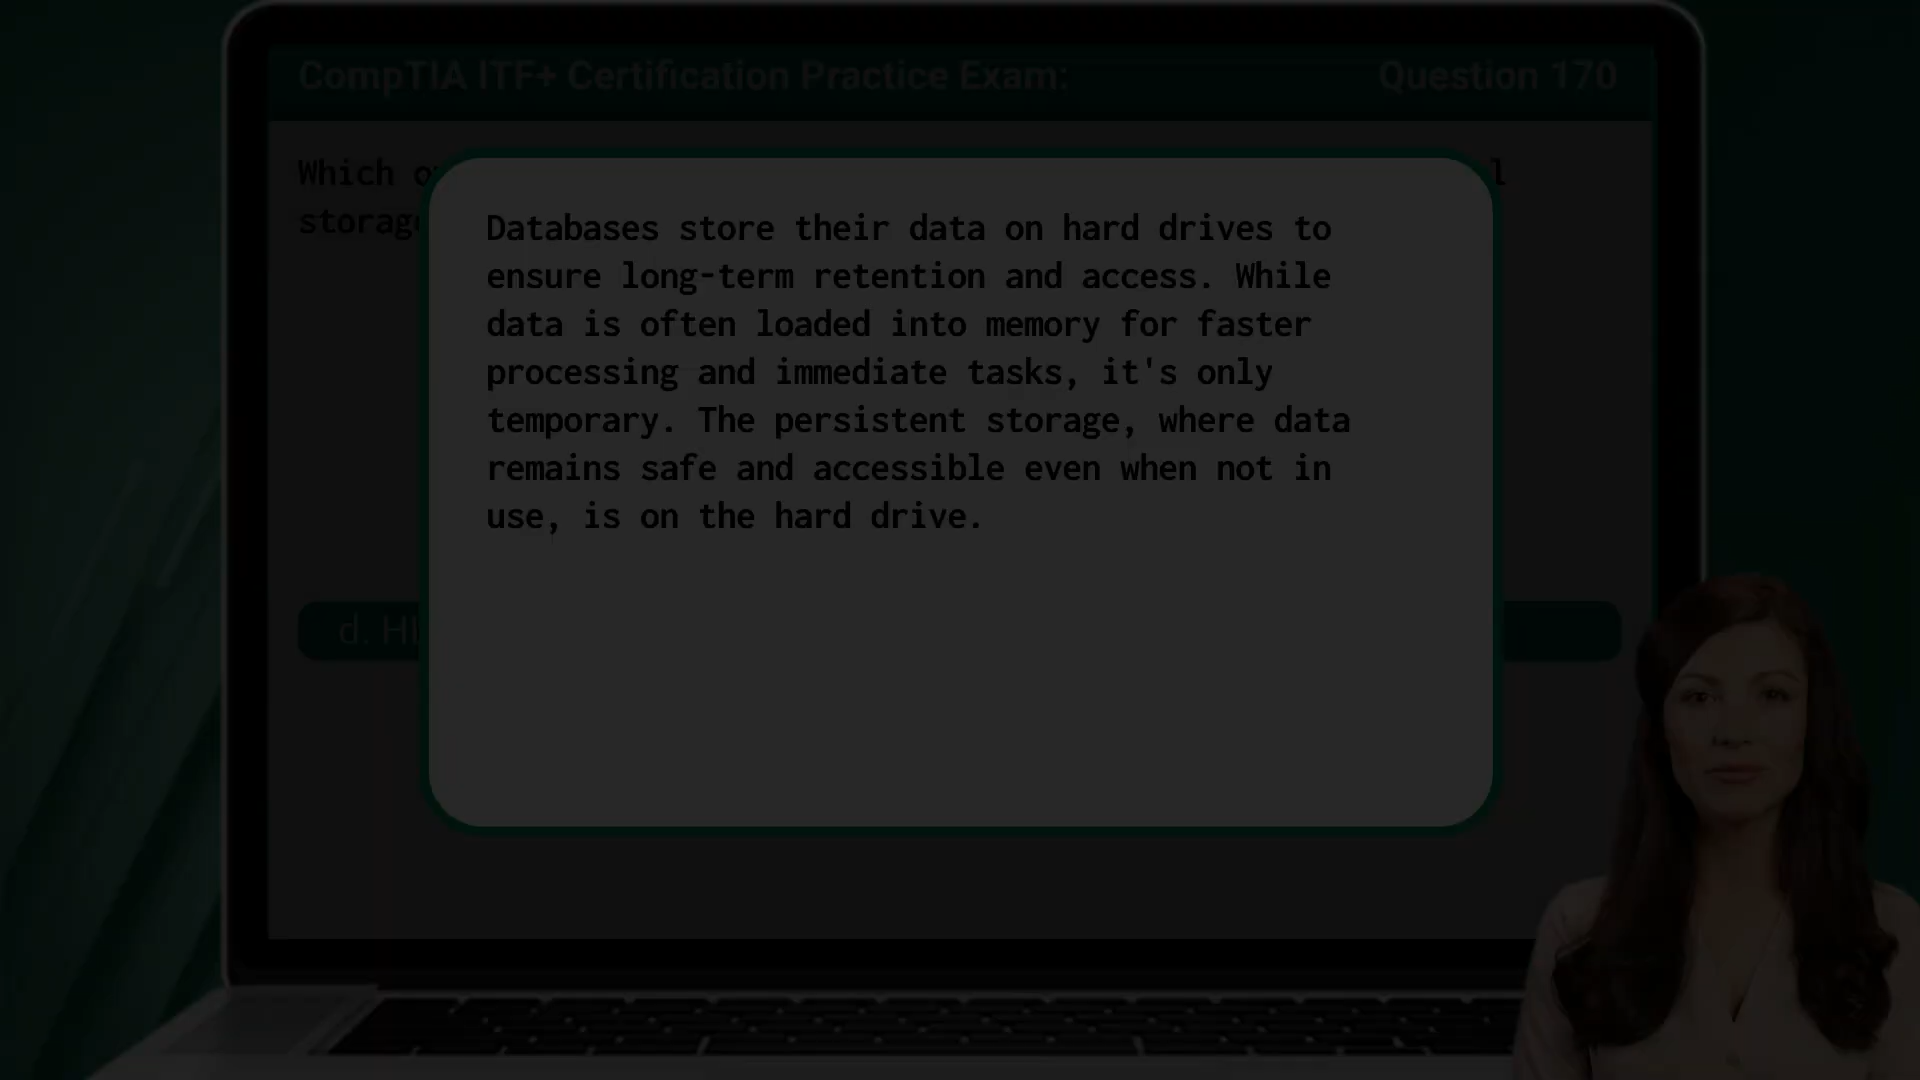 CompTIA ITF+ Certification Practice Exam:
Question 170
Which
storage
Databases store their data on hard drives to
ensure long-term retention and access. While
data is often loaded into memory for faster
processing and immediate tasks, it's only
temporary. The persistent storage, where data
remains safe and accessible even when not in
use, is on the hard drive.
d.